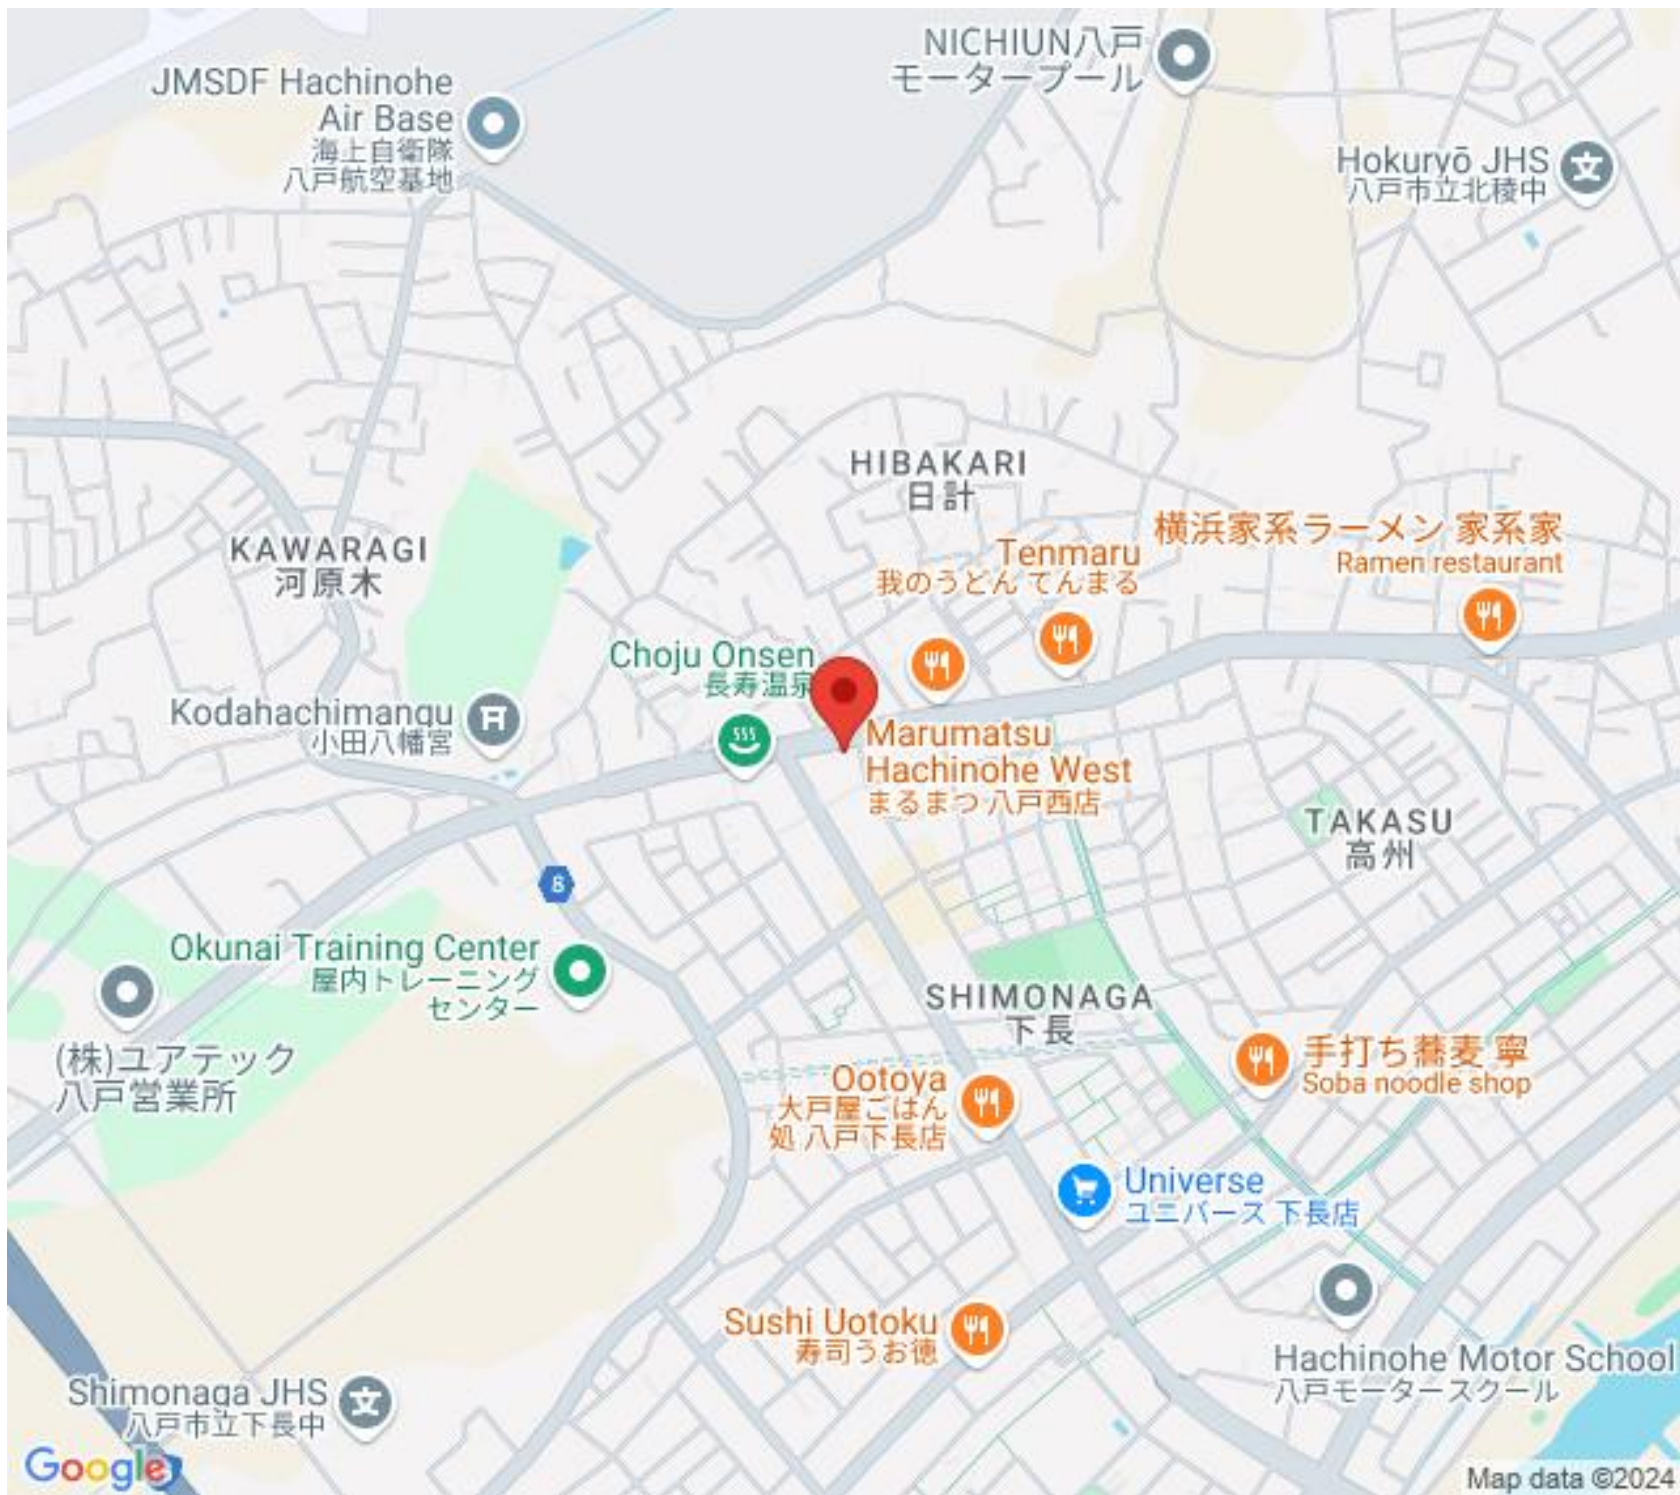 NICHIUN八戸
モータープール
JMSDF Hachinohe
Air Base
海上自衛隊
八戸航空基地
Hokuryō JHS
八戸市立北稜中
HIBAKARI
日計
KAWARAGI
河原木
横浜家系ラーメン 家系家
Ramen restaurant
Tenmaru
我のうどん てんまる
Choju Onsen
長寿温泉
Kodahachimangu
小田八幡宮
Marumatsu
Hachinohe West
まるまつ 八戸西店
TAKASU
高州
8
Okunai Training Center
屋内トレーニング
センター
(株)ユアテック
八戸営業所
SHIMONAGA
下長
手打ち蕎麦 寧
Soba noodle shop
Ootoya
大戸屋ごはん
処 八戸下長店
Universe
ユニバース 下長店
Sushi Uotoku
寿司うお徳
Hachinohe Motor School
八戸モータースクール
Shimonaga JHS
八戸市立下長中
Google
Map data ©2024